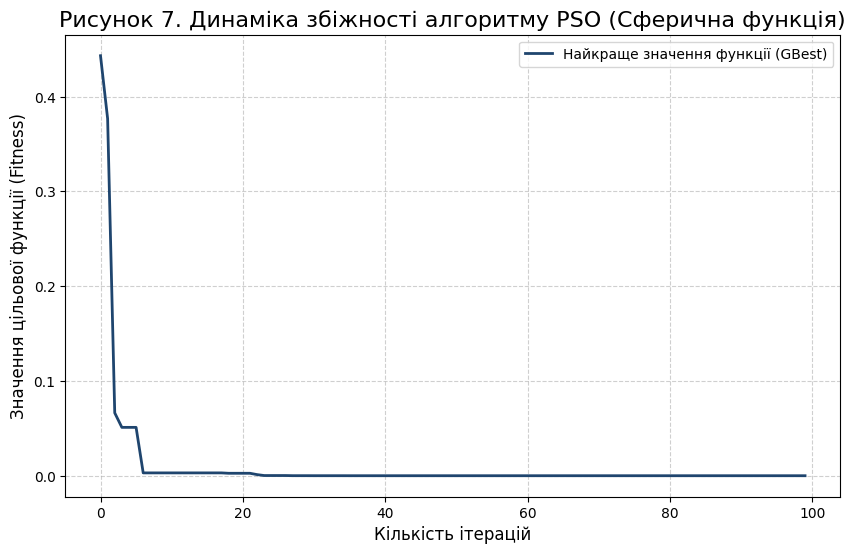 Рисунок 7. Динаміка збіжності алгоритму PSO (Сферична функція)
Найкраще значення функції (GBest)
Значення цільової функції (Fitness)
0.4
0.3
0.2
0.1
0.0
0 20 40 60 80 100
Кількість ітерацій